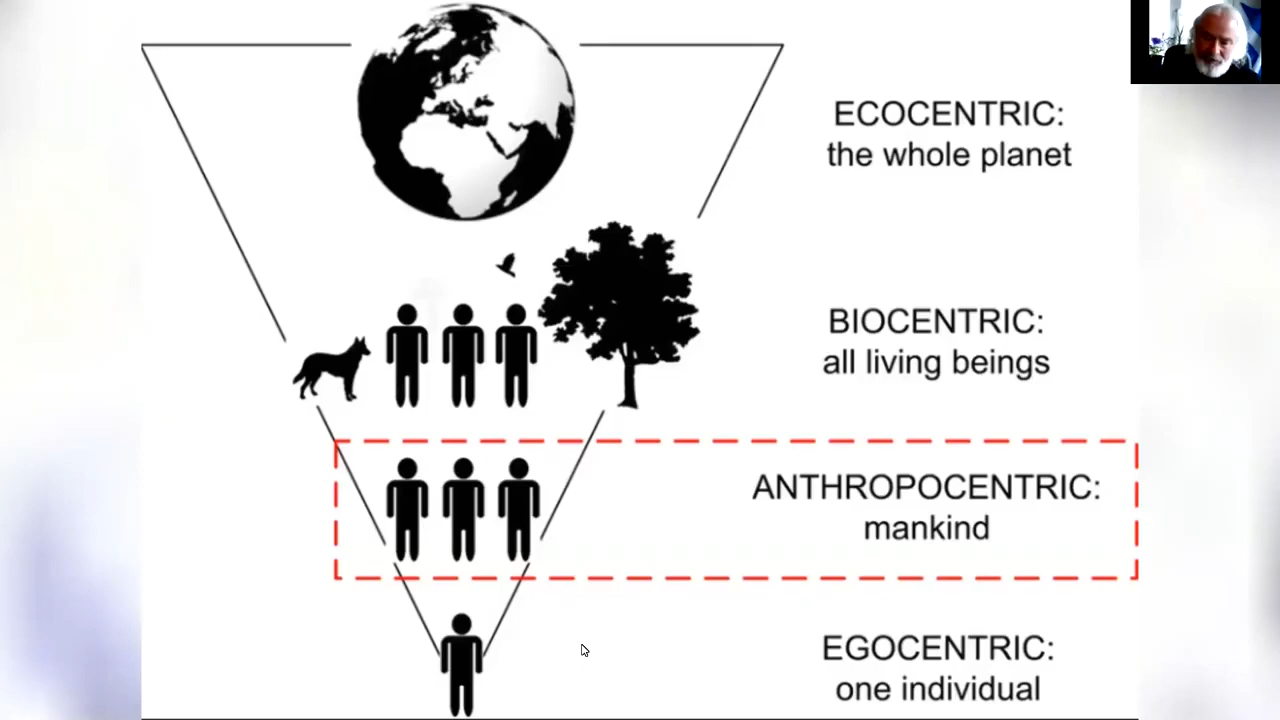 ECOCENTRIC:
the whole planet
BIOCENTRIC:
all living beings
ANTHROPOCENTRIC:
mankind
EGOCENTRIC:
one individual